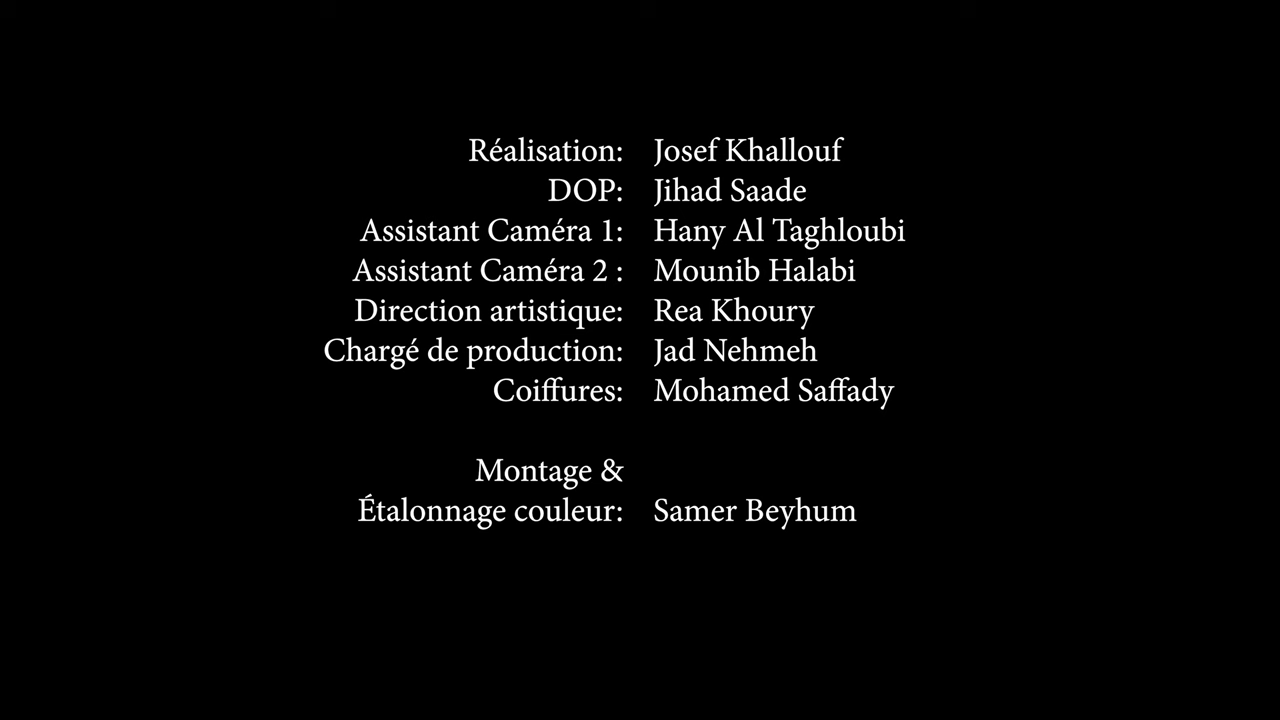 Réalisation: Josef Khallouf
DOP: Jihad Saade
Assistant Caméra 1: Hany Al Taghloubi
Assistant Caméra 2 : Mounib Halabi
Direction artistique: Rea Khoury
Chargé de production: Jad Nehmeh
Coiffures: Mohamed Saffady
Montage &
Étalonnage couleur: Samer Beyhum